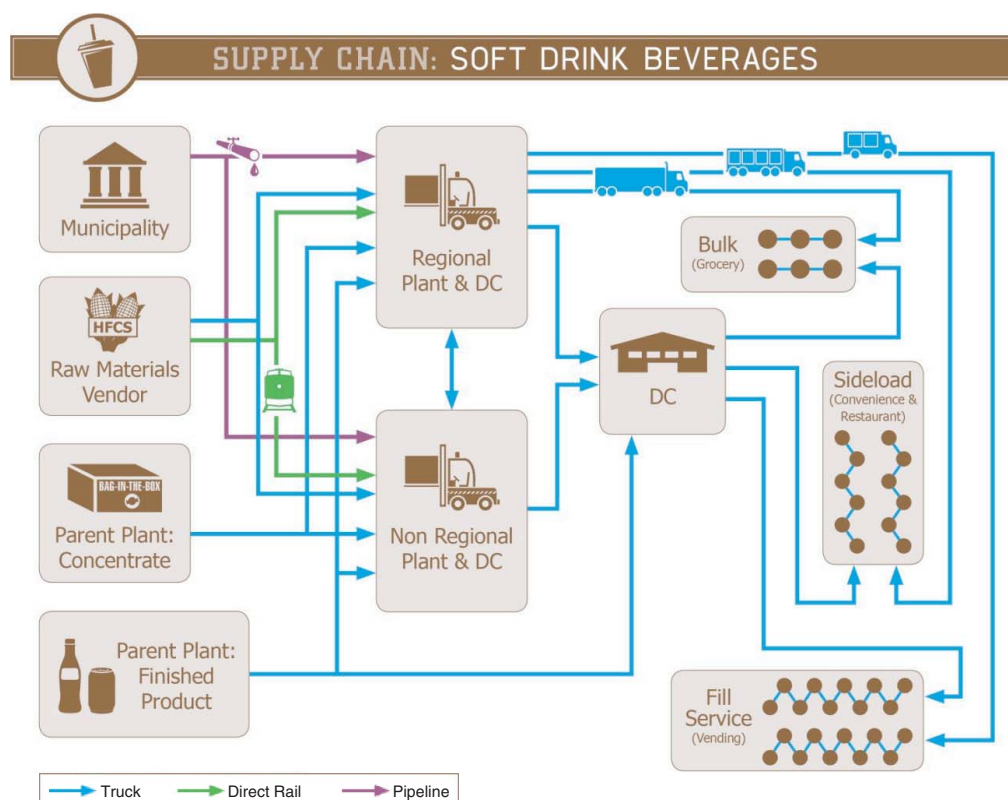 SUPPLY CHAIN: SOFT DRINK BEVERAGES
Municipality
HFCS
Raw Materials
Vendor
BAG-IN-THE-BOX
Parent Plant:
Concentrate
Parent Plant:
Finished
Product
Regional
Plant & DC
Non Regional
Plant & DC
DC
Bulk
(Grocery)
Sideload
(Convenience &
Restaurant)
Fill
Service
(Vending)
Truck
Direct Rail
Pipeline